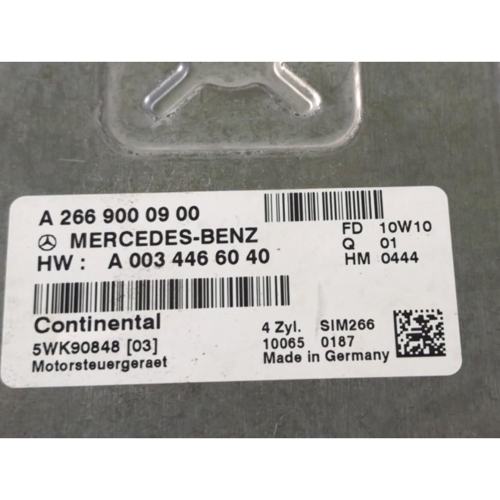 A 266 900 09 00
MERCEDES-BENZ
HW : A 003 446 60 40
FD 10W10
Q 01
HM 0444
Continental
5WK90848 [03]
Motorsteuergeraet
4 Zyl. SIM266
10065 0187
Made in Germany